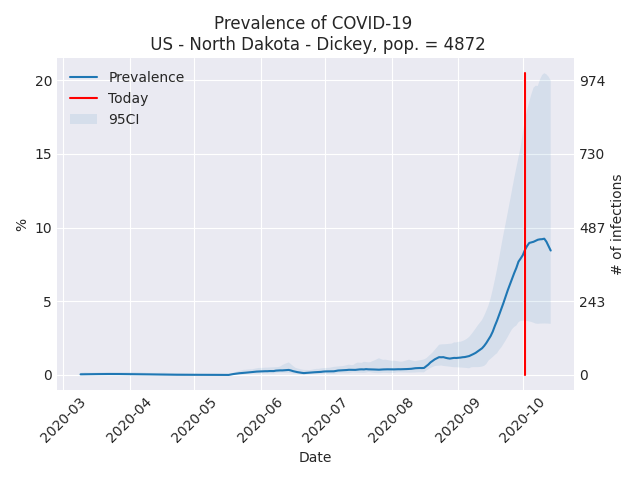 Prevalence of COVID-19
US - North Dakota - Dickey, pop. = 4872
Prevalence
Today
95CI
20
15
10
5
0
%
974
730
487
243
0
# of infections
2020-03
2020-04
2020-05
2020-06
2020-07
2020-08
2020-09
2020-10
Date